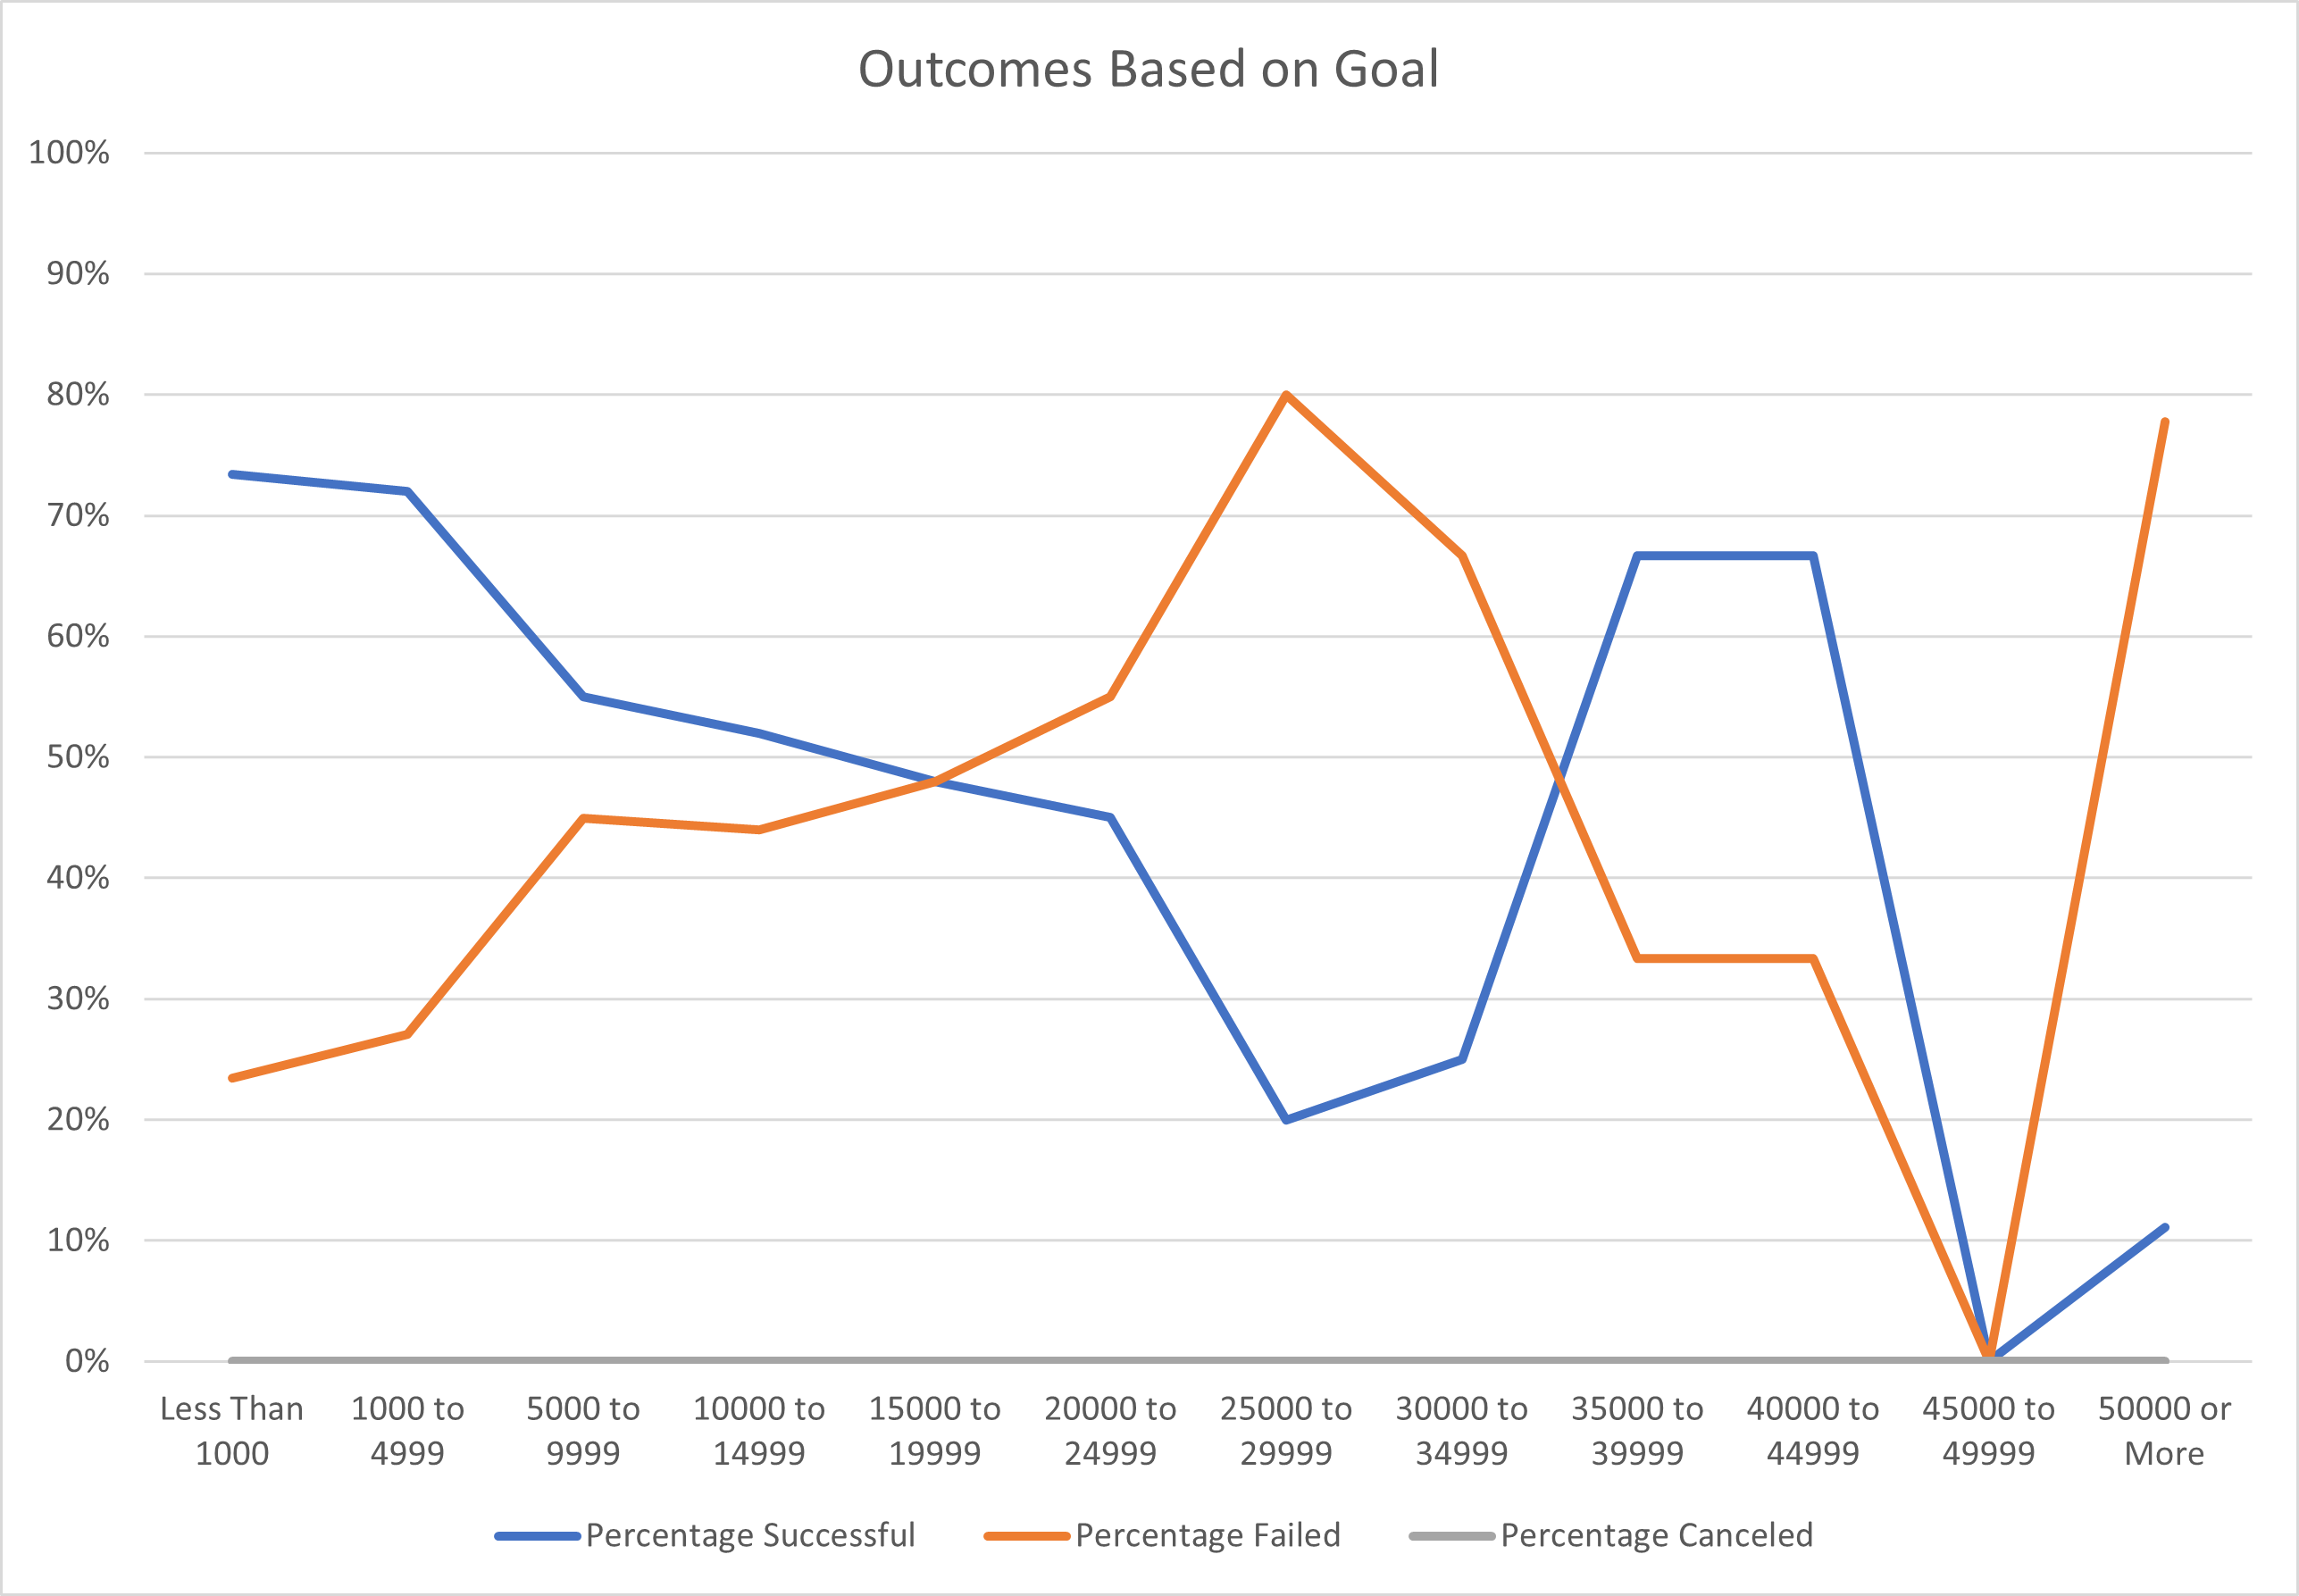 Outcomes Based on Goal
100%
90%
80%
70%
60%
50%
40%
30%
20%
10%
0%
Less Than 1000 to 5000 to 10000 to 15000 to 20000 to 25000 to 30000 to 35000 to 40000 to 45000 to 50000 or
1000 4999 9999 14999 19999 24999 29999 34999 39999 44999 49999 More
Percentage Successful Percentage Failed Percentage Canceled